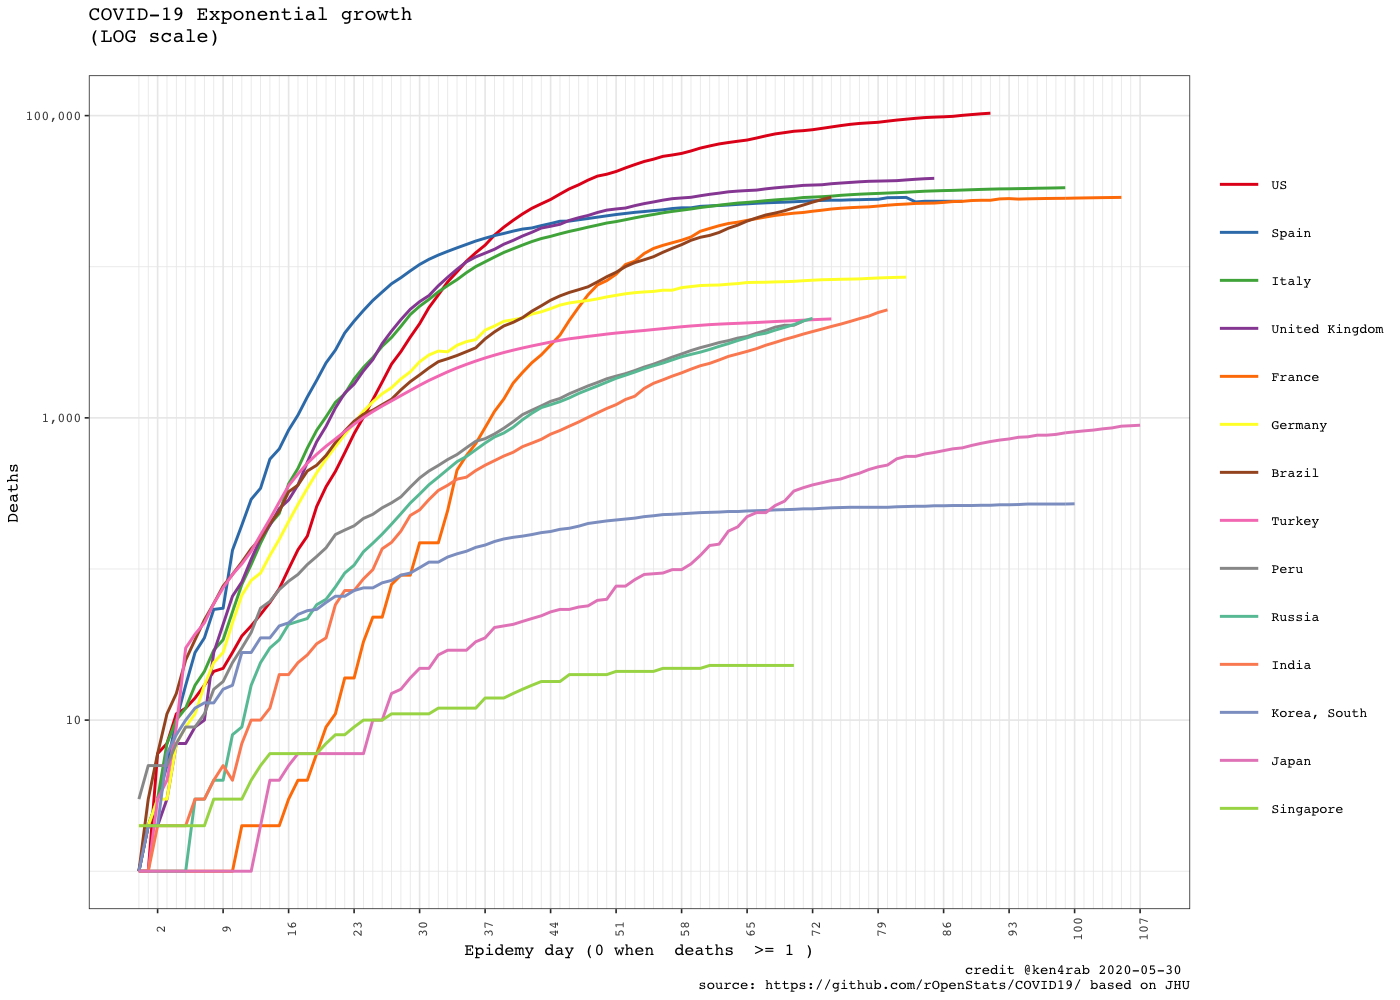 COVID-19 Exponential growth
(LOG scale)
Deaths
100,000
1,000
10
2 9 16 23 30 37 44 51 58 65 72 79 86 93 100 107
Epidemy day (0 when  deaths  >= 1 )
US
Spain
Italy
United Kingdom
France
Germany
Brazil
Turkey
Peru
Russia
India
Korea, South
Japan
Singapore
credit @ken4rab 2020-05-30
source: https://github.com/rOpenStats/COVID19/ based on JHU